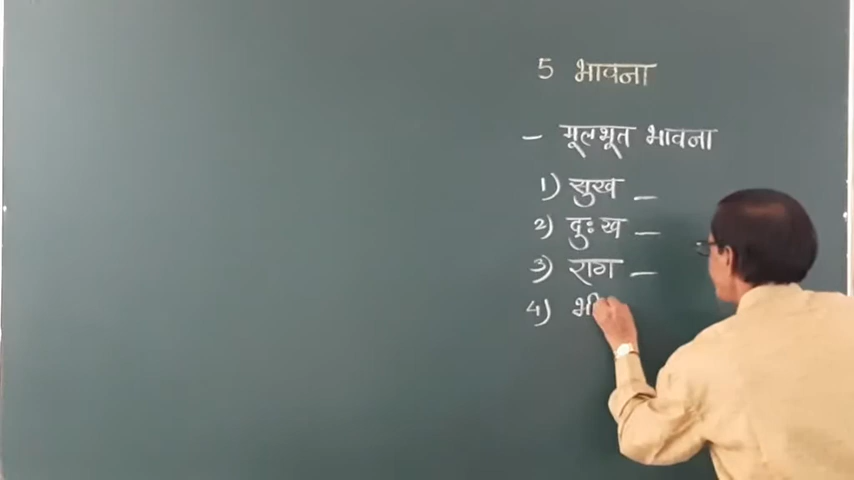 5 भावना
- मूलभूत भावना
1) सुख -
2) दुःख -
3) राग -
4) भी